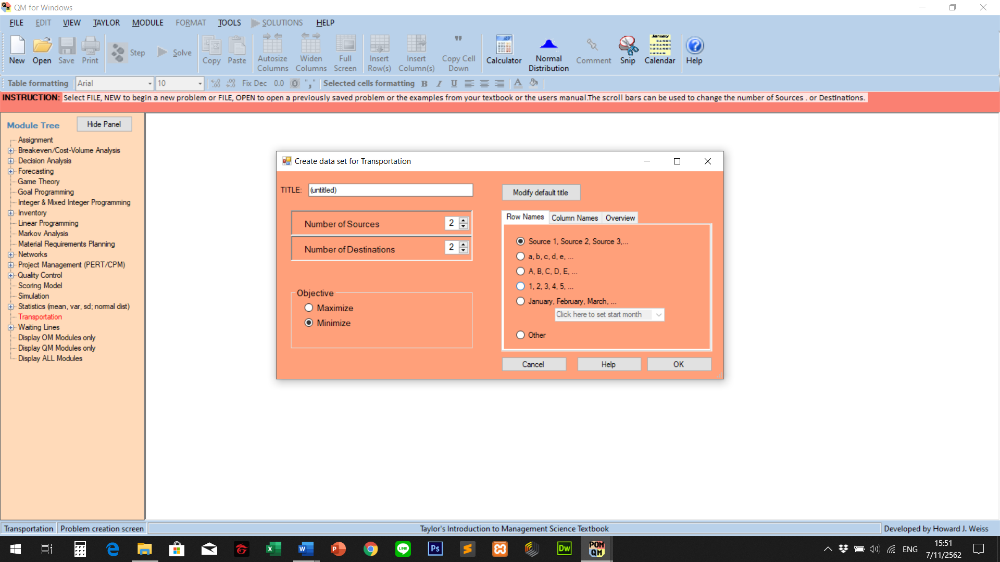 QM for Windows
FILE EDIT VIEW TAYLOR MODULE FORMAT TOOLS SOLUTIONS HELP
New Open Save Print Step Solve Copy Paste Autosize Columns Widen Columns Full Screen Insert Row(s) Insert Column(s) Copy Cell Down Calculator Normal Distribution Comment Snip Calendar Help
Table formatting Arial 10 Fix Dec 0.0 Selected cells formatting B I U A
INSTRUCTION: Select FILE, NEW to begin a new problem or FILE, OPEN to open a previously saved problem or the examples from your textbook or the users manual.The scroll bars can be used to change the number of Sources . or Destinations.
Module Tree Hide Panel
Assignment
Breakeven/Cost-Volume Analysis
Decision Analysis
Forecasting
Game Theory
Goal Programming
Integer & Mixed Integer Programming
Inventory
Linear Programming
Markov Analysis
Material Requirements Planning
Networks
Project Management (PERT/CPM)
Quality Control
Scoring Model
Simulation
Statistics (mean, var, sd; normal dist)
Transportation
Waiting Lines
Display OM Modules only
Display QM Modules only
Display ALL Modules
Create data set for Transportation
TITLE: (untitled)
Modify default title
Number of Sources 2
Number of Destinations 2
Objective
Maximize
Minimize
Row Names Column Names Overview
Source 1, Source 2, Source 3,...
a, b, c, d, e, ...
A, B, C, D, E, ...
1, 2, 3, 4, 5, ...
January, February, March, ...
Click here to set start month
Other
Cancel Help OK
Transportation Problem creation screen Taylor's Introduction to Management Science Textbook Developed by Howard J. Weiss
LINE Ps Dw POM QM ENG
15:51
7/11/2562